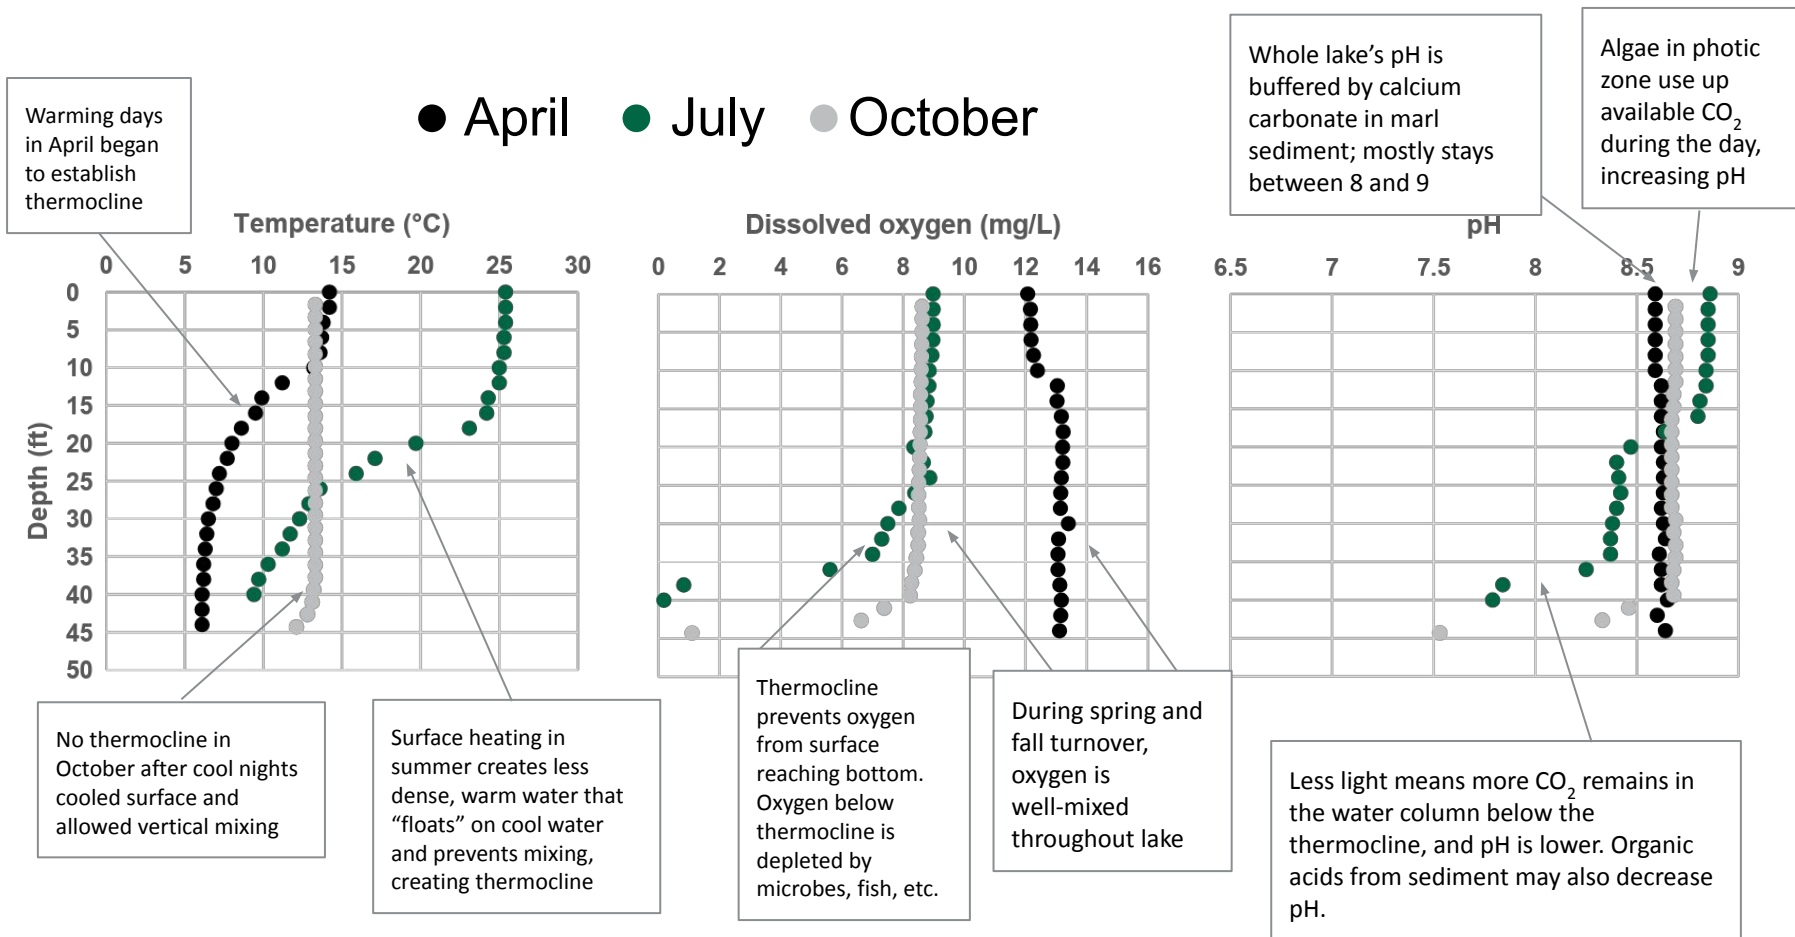 Warming days
in April began
to establish
thermocline
April
July
October
Whole lake's pH is
buffered by calcium
carbonate in marl
sediment; mostly stays
between 8 and 9
Algae in photic
zone use up
available CO2
during the day,
increasing pH
Temperature (°C)
0 5 10 15 20 25 30
Depth (ft)
0
5
10
15
20
25
30
35
40
45
50
Dissolved oxygen (mg/L)
0 2 4 6 8 10 12 14 16
pH
6.5 7 7.5 8 8.5 9
No thermocline in
October after cool nights
cooled surface and
allowed vertical mixing
Surface heating in
summer creates less
dense, warm water that
“floats” on cool water
and prevents mixing,
creating thermocline
Thermocline
prevents oxygen
from surface
reaching bottom.
Oxygen below
thermocline is
depleted by
microbes, fish, etc.
During spring and
fall turnover,
oxygen is
well-mixed
throughout lake
Less light means more CO2 remains in
the water column below the
thermocline, and pH is lower. Organic
acids from sediment may also decrease
pH.